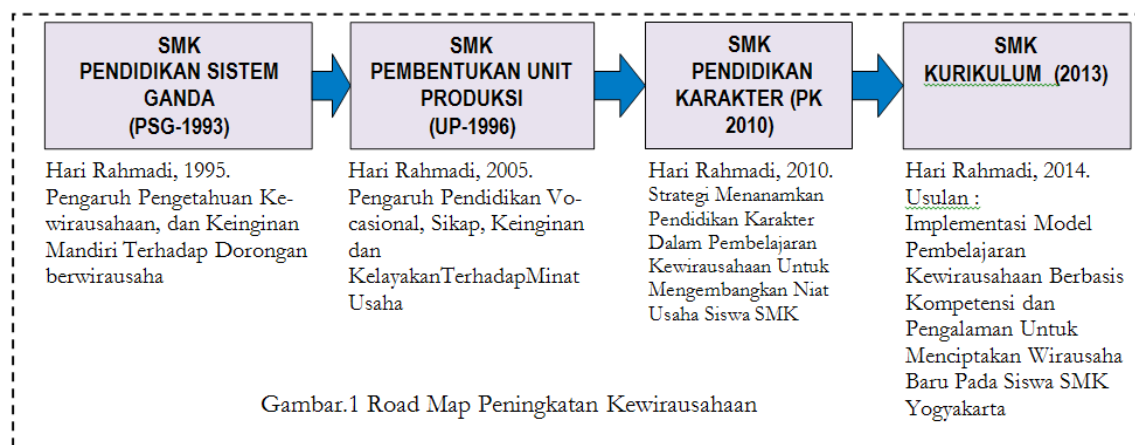 SMK
PENDIDIKAN SISTEM
GANDA
(PSG-1993)
SMK
PEMBENTUKAN UNIT
PRODUKSI
(UP-1996)
SMK
PENDIDIKAN
KARAKTER (PK
2010)
SMK
KURIKULUM (2013)
Hari Rahmadi, 1995.
Pengaruh Pengetahuan Ke-
wirausahaan, dan Keinginan
Mandiri Terhadap Dorongan
berwirausaha
Hari Rahmadi, 2005.
Pengaruh Pendidikan Vo-
casional, Sikap, Keinginan
dan
KelayakanTerhadapMinat
Usaha
Hari Rahmadi, 2010.
Strategi Menanamkan
Pendidikan Karakter
Dalam Pembelajaran
Kewirausahaan Untuk
Mengembangkan Niat
Usaha Siswa SMK
Hari Rahmadi, 2014.
Usulan :
Implementasi Model
Pembelajaran
Kewirausahaan Berbasis
Kompetensi dan
Pengalaman Untuk
Menciptakan Wirausaha
Baru Pada Siswa SMK
Yogyakarta
Gambar.1 Road Map Peningkatan Kewirausahaan